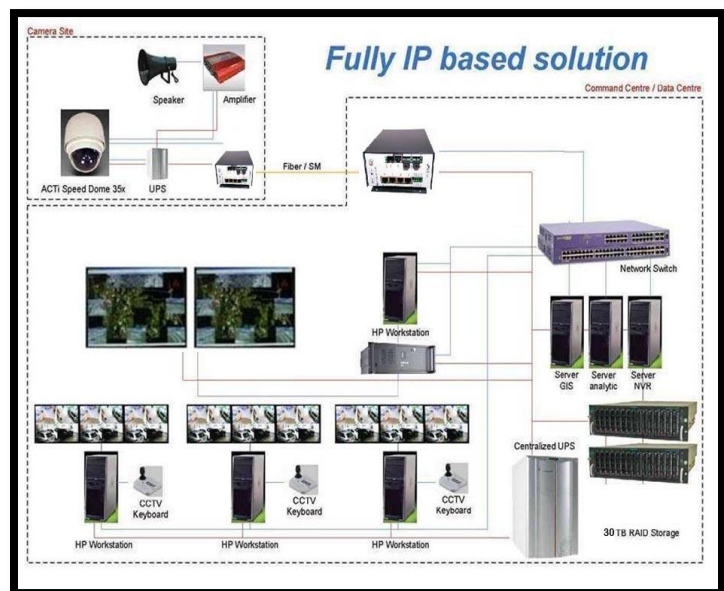 Camera Site
Fully IP based solution
Command Centre / Data Centre
Speaker
Amplifier
ACTi Speed Dome 35x
UPS
Fiber / SM
Network Switch
HP Workstation
Server
GIS
Server
analytic
Server
NVR
Centralized UPS
CCTV
Keyboard
CCTV
Keyboard
CCTV
Keyboard
30 TB RAID Storage
HP Workstation
HP Workstation
HP Workstation